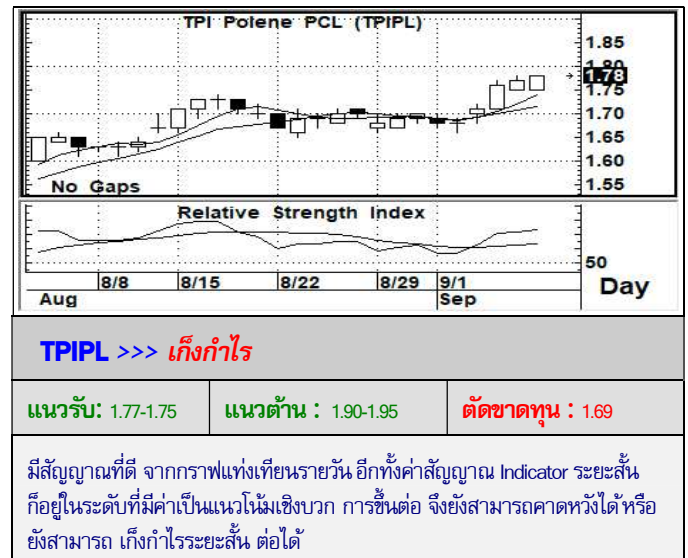 TPI Polene PCL (TPIPL)
1.85
1.80
1.78
1.75
1.70
1.65
1.60
1.55
No Gaps
Relative Strength Index
50
8/8 8/15 8/22 8/29 9/1
Aug Sep
Day
TPIPL >>> เก็งกำไร
แนวรับ: 1.77-1.75 แนวต้าน : 1.90-1.95 ตัดขาดทุน : 1.69
มีสัญญาณที่ดี จากกราฟแท่งเทียนรายวัน อีกทั้งค่าสัญญาณ Indicator ระยะสั้น
ก็อยู่ในระดับที่มีค่าเป็นแนวโน้มเชิงบวก การขึ้นต่อ จึงยังสามารถคาดหวังได้ หรือ
ยังสามารถ เก็งกำไรระยะสั้น ต่อได้